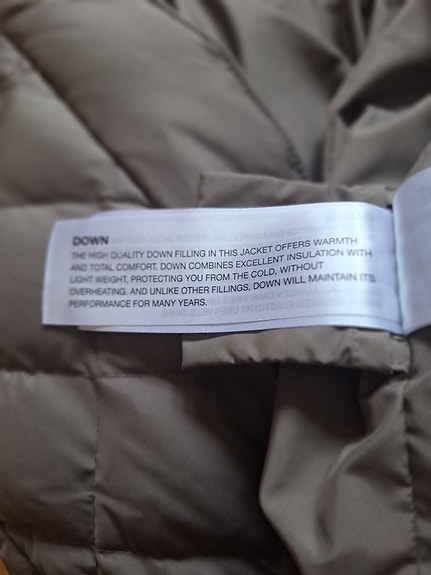 DOWN
THE HIGH QUALITY DOWN FILLING IN THIS JACKET OFFERS WARMTH
AND TOTAL COMFORT. DOWN COMBINES EXCELLENT INSULATION WITH
LIGHT WEIGHT, PROTECTING YOU FROM THE COLD, WITHOUT
OVERHEATING. AND UNLIKE OTHER FILLINGS, DOWN WILL MAINTAIN ITS
PERFORMANCE FOR MANY YEARS.